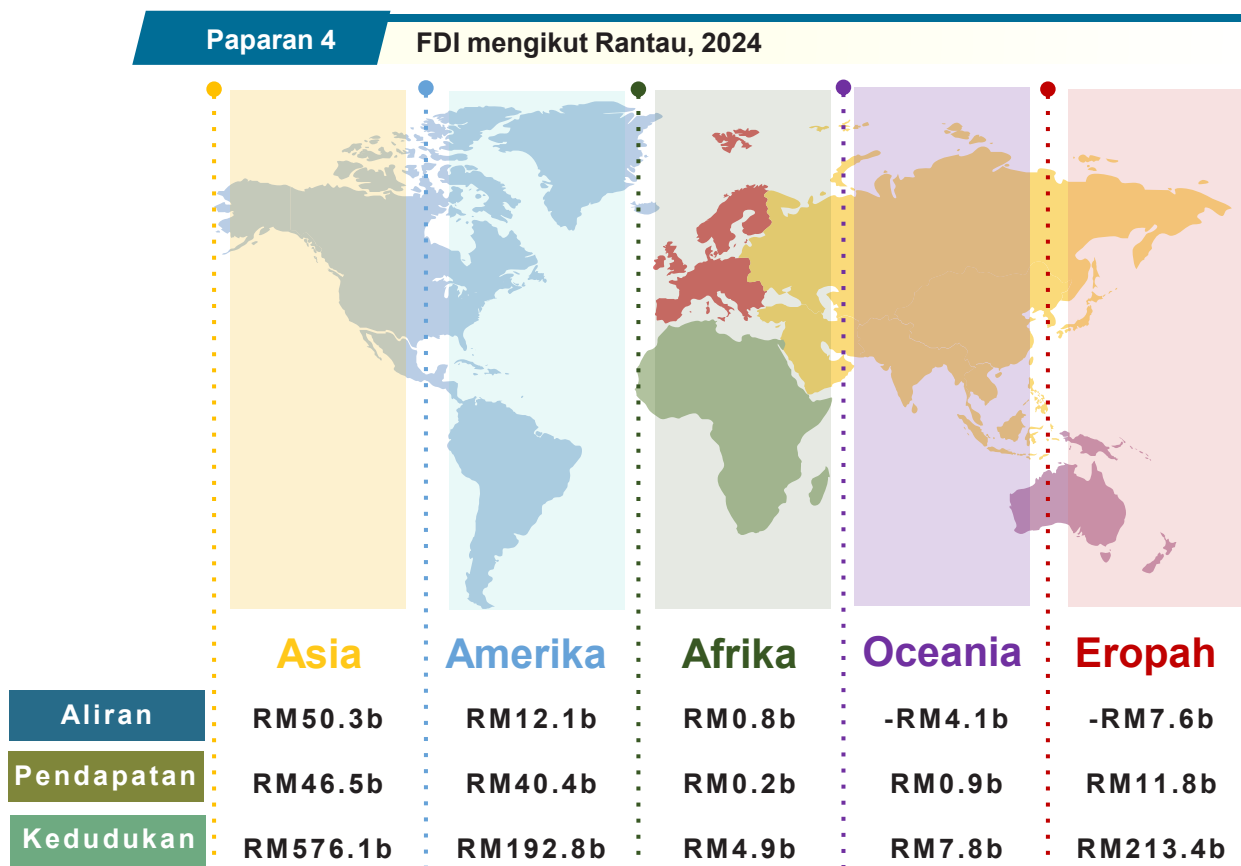 Paparan 4 FDI mengikut Rantau, 2024
Asia Amerika Afrika Oceania Eropah
Aliran RM50.3b RM12.1b RM0.8b -RM4.1b -RM7.6b
Pendapatan RM46.5b RM40.4b RM0.2b RM0.9b RM11.8b
Kedudukan RM576.1b RM192.8b RM4.9b RM7.8b RM213.4b